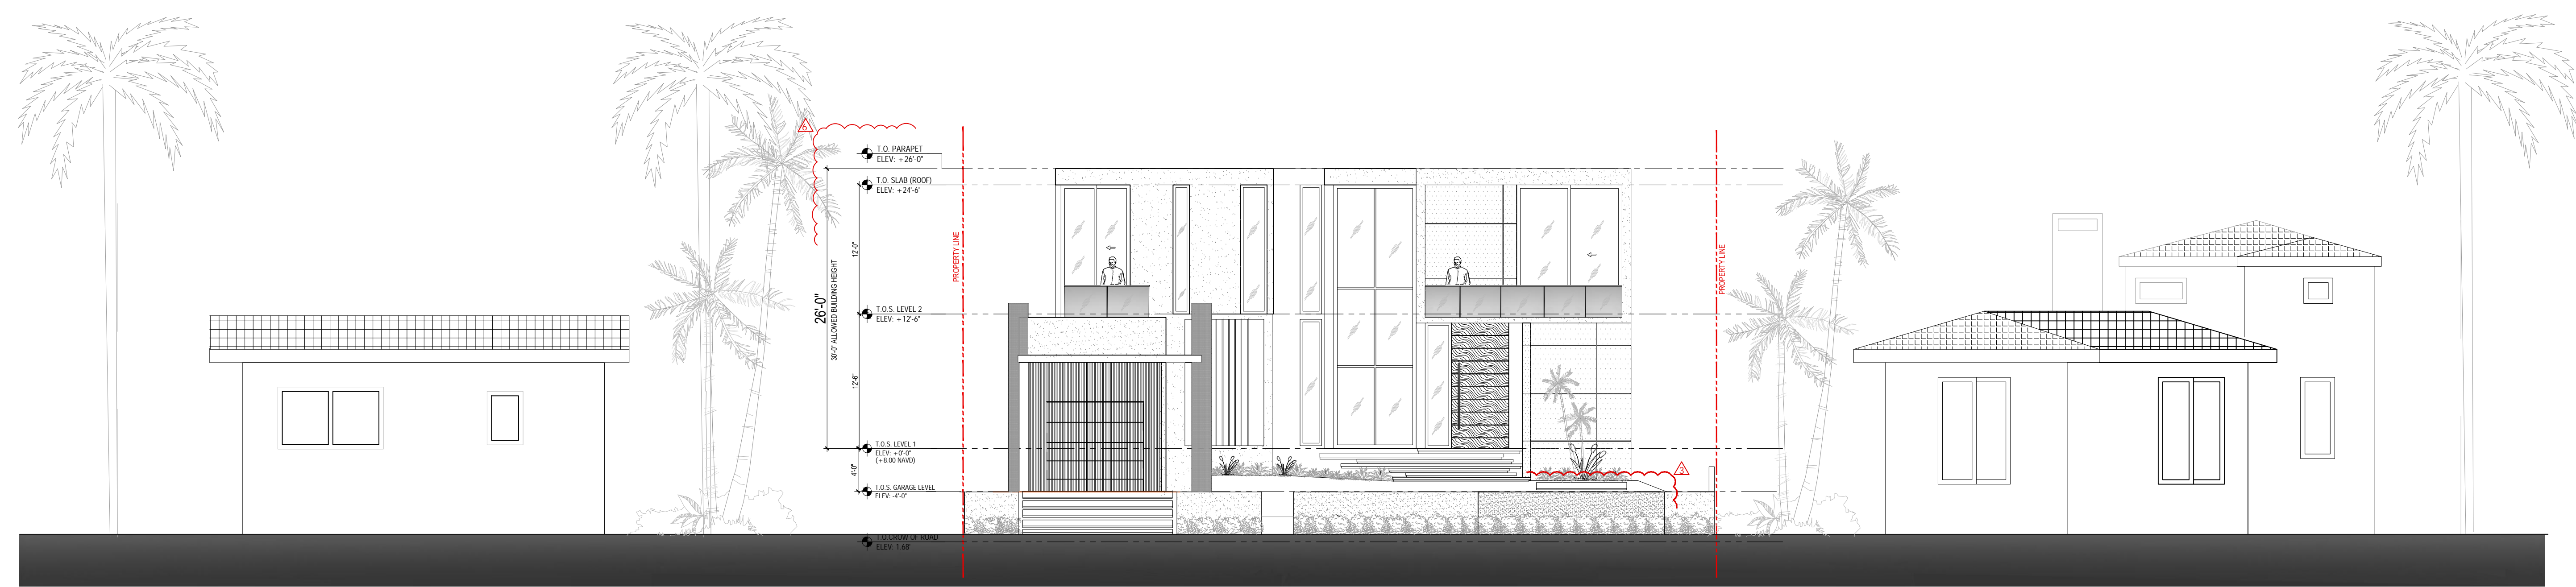 6
T.O. PARAPET
ELEV: +26'-0"
T.O. SLAB (ROOF)
ELEV: +24'-6"
12'-0"
PROPERTY LINE
PROPERTY LINE
26'-0"
30'-0" ALLOWED BUILDING HEIGHT
T.O.S. LEVEL 2
ELEV: +12'-6"
12'-6"
T.O.S. LEVEL 1
ELEV: +0'-0"
(+8.00 NAVD)
4'-0"
3
T.O.S. GARAGE LEVEL
ELEV: -4'-0"
T.O.CROW OF ROAD
ELEV: 1.68'